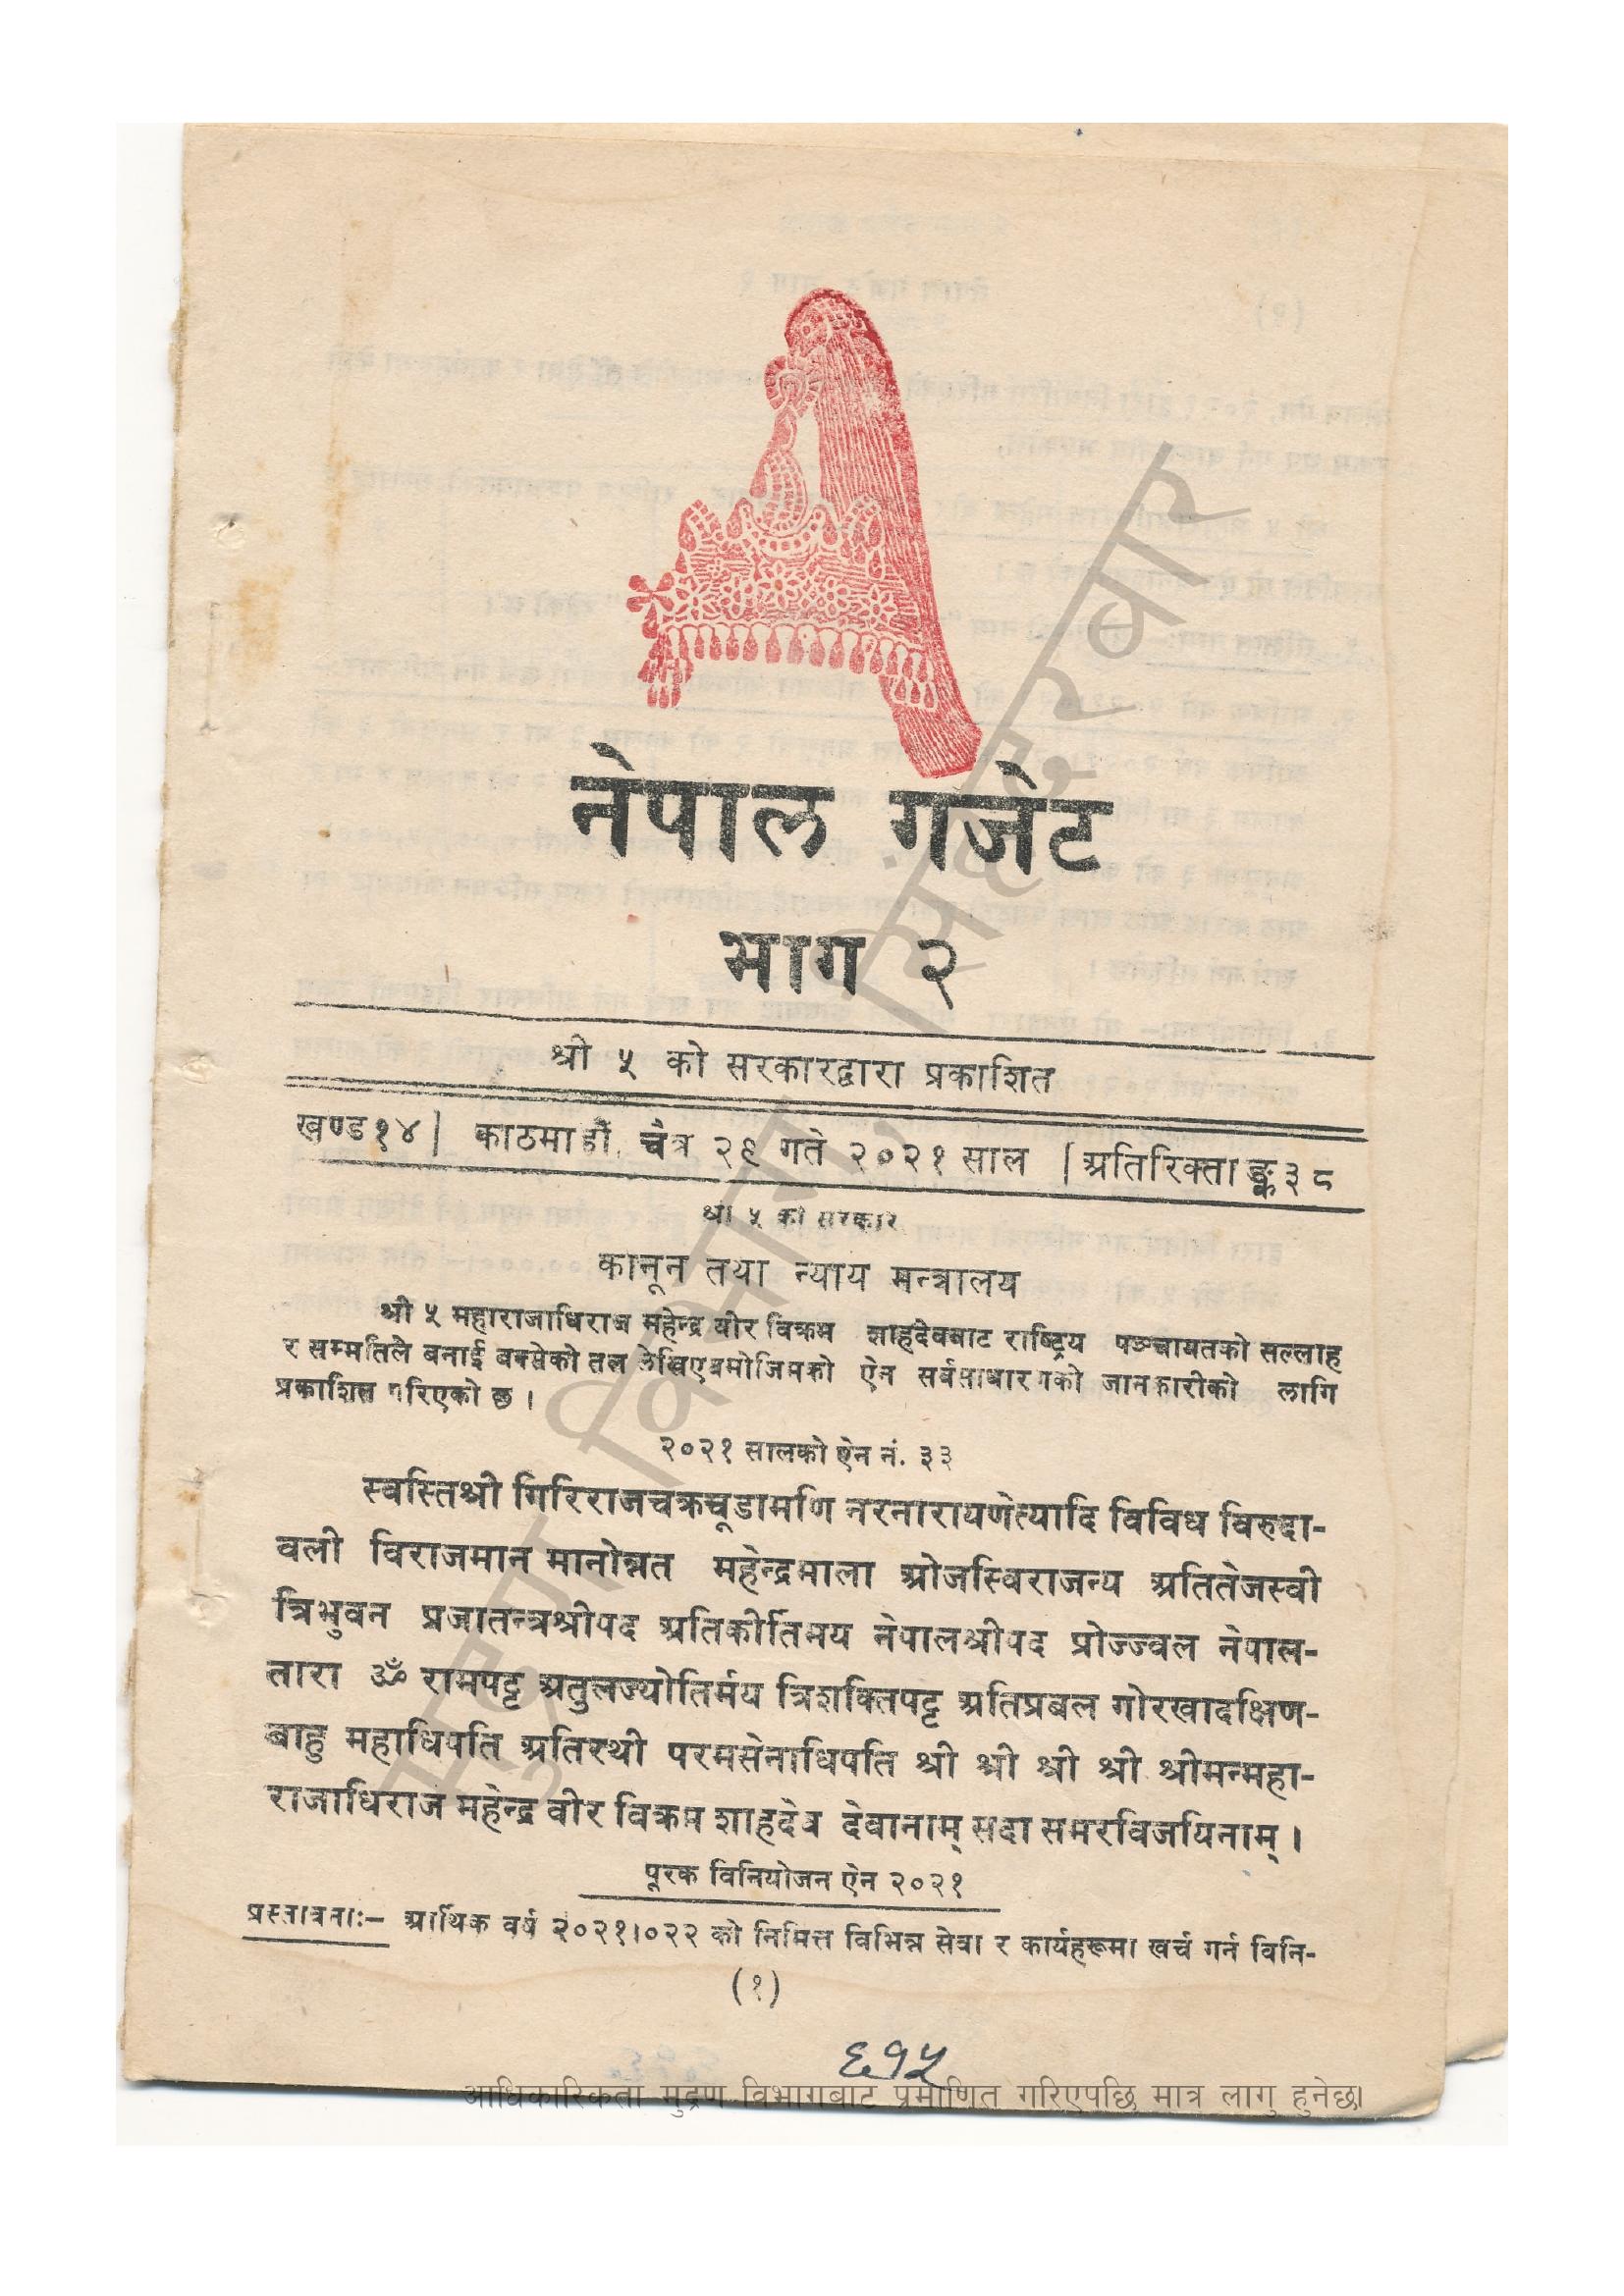 नेपाल गजेट
भाग २
श्री ५ को सरकारद्वारा प्रकाशित
खण्ड १४| काठमाडौं, चैत्र २९ गते २०२१ साल |अतिरिक्ताङ्क ३८
श्री ५ को सरकार
कानून तथा न्याय मन्त्रालय
श्री ५ महाराजाधिराज महेन्द्र वीर विक्रम शाहदेवबाट राष्ट्रिय पञ्चायतको सल्लाह
र सम्मतिले बनाई बक्सेको तल लेखिएबमोजिमको ऐन सर्वसाधारणको जानकारीको लागि
प्रकाशित गरिएको छ ।
२०२१ सालको ऐन नं. ३३
स्वस्तिश्री गिरिराजचक्रचूडामणि नरनारायणेत्यादि विविध विरुदा-
वली विराजमान मानोन्नत महेन्द्रमाला ओजस्विराजन्य अतितेजस्वी
त्रिभुवन प्रजातन्त्रश्रीपद अतिकीर्तिमय नेपालश्रीपद प्रोज्ज्वल नेपाल-
तारा ॐ रामपट्ट अतुलज्योतिर्मय त्रिशक्तिपट्ट अतिप्रबल गोरखादक्षिण-
बाहु महाधिपति अतिरथी परमसेनाधिपति श्री श्री श्री श्री श्रीमन्महा-
राजाधिराज महेन्द्र वीर विक्रम शाहदेव देवानाम् सदा समरविजयिनाम् ।
पूरक विनियोजन ऐन २०२१
प्रस्तावनाः– आर्थिक वर्ष २०२१।०२२ को निमित्त विभिन्न सेवा र कार्यहरूमा खर्च गर्न विनि-
(१)
६१५
आधिकारिकता मुद्रण विभागबाट प्रमाणित गरिएपछि मात्र लागु हुनेछ।
मुद्रण विभाग, सिंहदरबार